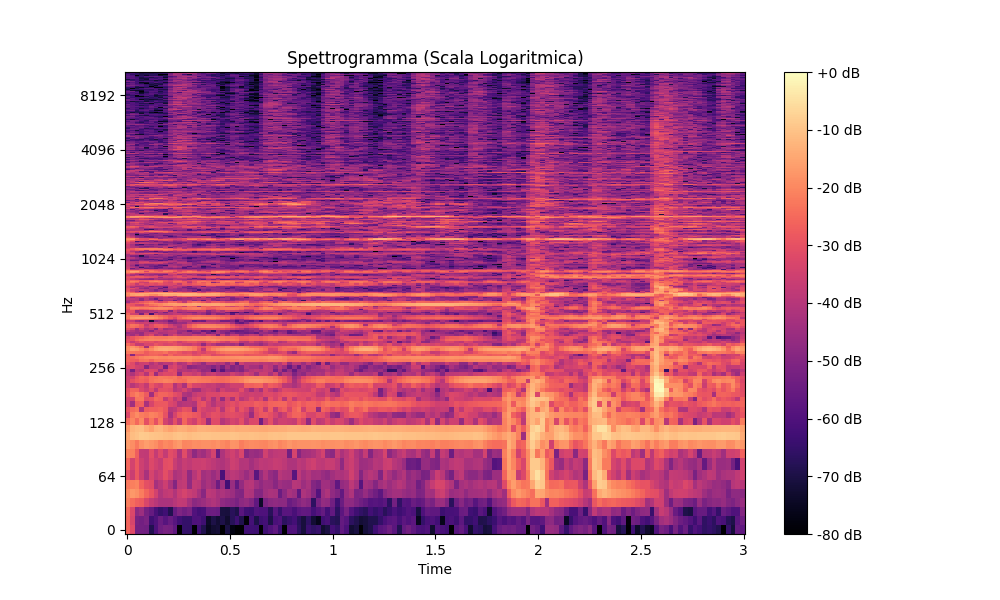 Spettrogramma (Scala Logaritmica)
8192
4096
2048
1024
512
256
128
64
0
Hz
0
0.5
1
1.5
2
2.5
3
Time
+0 dB
-10 dB
-20 dB
-30 dB
-40 dB
-50 dB
-60 dB
-70 dB
-80 dB